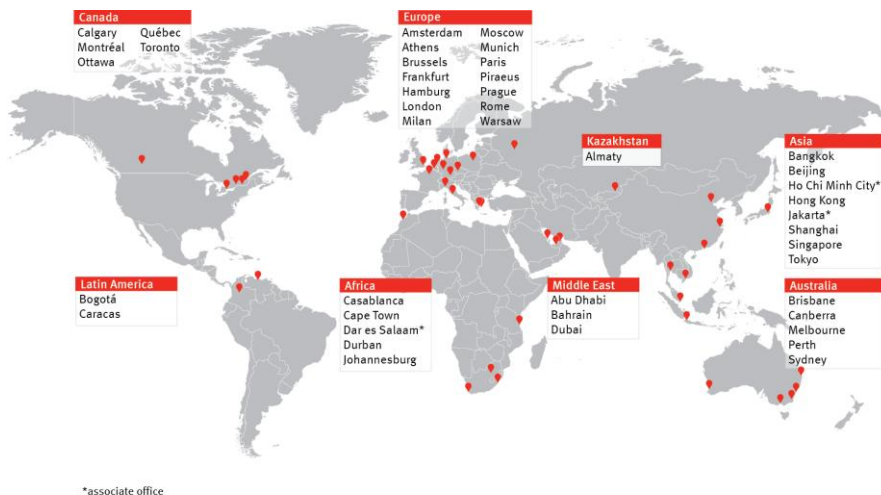 Canada
Calgary Québec
Montréal Toronto
Ottawa
Europe
Amsterdam Moscow
Athens Munich
Brussels Paris
Frankfurt Piraeus
Hamburg Prague
London Rome
Milan Warsaw
Kazakhstan
Almaty
Asia
Bangkok
Beijing
Ho Chi Minh City*
Hong Kong
Jakarta*
Shanghai
Singapore
Tokyo
Latin America
Bogotá
Caracas
Africa
Casablanca
Cape Town
Dar es Salaam*
Durban
Johannesburg
Middle East
Abu Dhabi
Bahrain
Dubai
Australia
Brisbane
Canberra
Melbourne
Perth
Sydney
*associate office